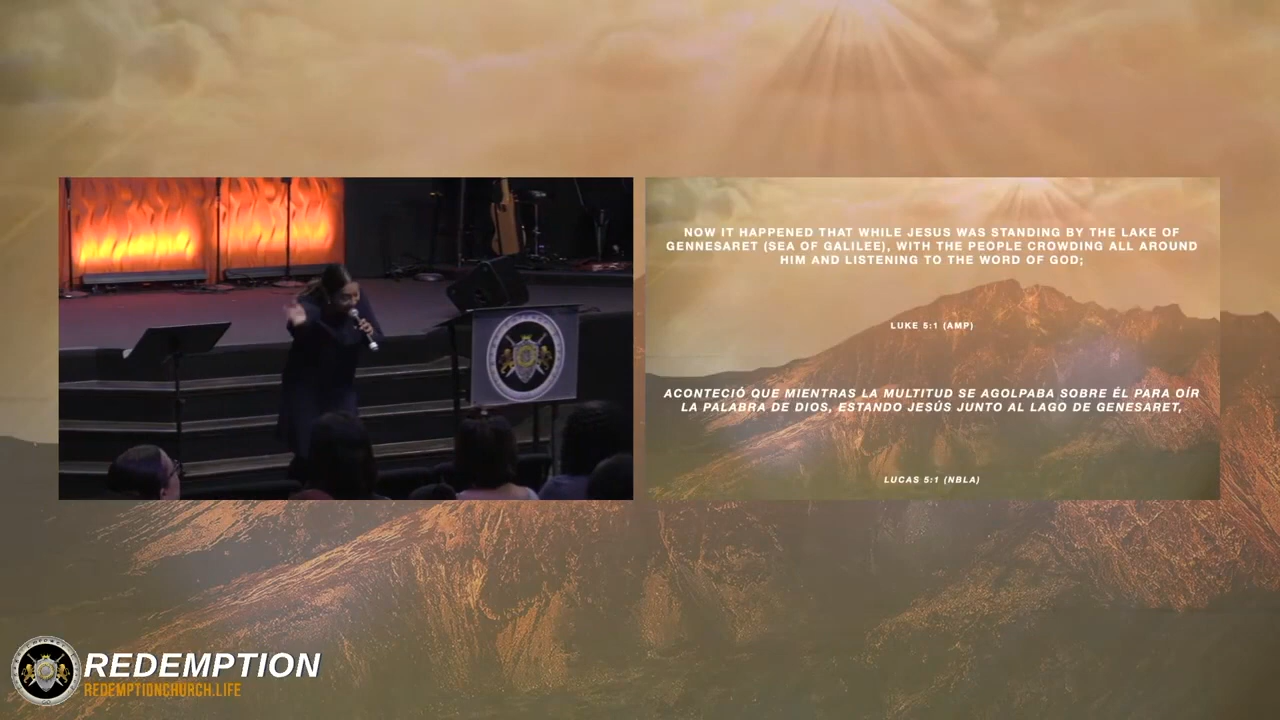 NOW IT HAPPENED THAT WHILE JESUS WAS STANDING BY THE LAKE OF
GENNESARET (SEA OF GALILEE), WITH THE PEOPLE CROWDING ALL AROUND
HIM AND LISTENING TO THE WORD OF GOD;
LUKE 5:1 (AMP)
ACONTECIÓ QUE MIENTRAS LA MULTITUD SE AGOLPABA SOBRE ÉL PARA OÍR
LA PALABRA DE DIOS, ESTANDO JESÚS JUNTO AL LAGO DE GENESARET,
LUCAS 5:1 (NBLA)
REDEMPTION
REDEMPTIONCHURCH.LIFE